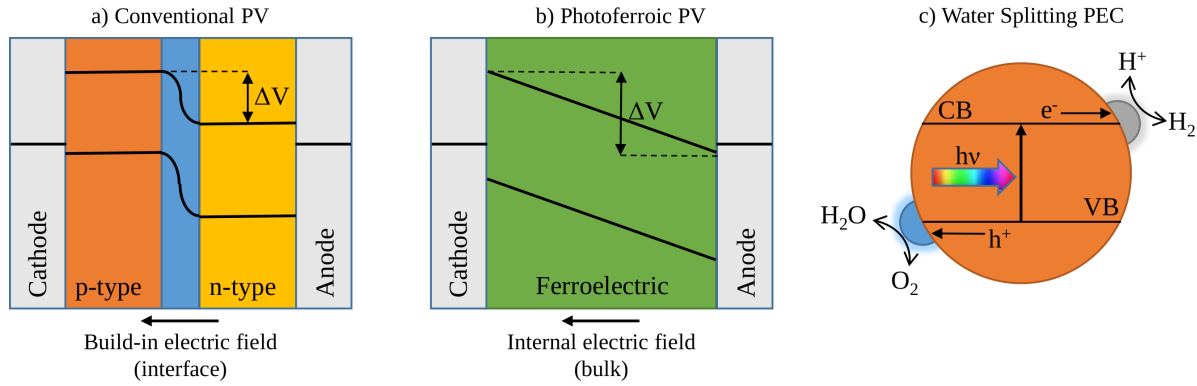 a) Conventional PV
ΔV
Cathode
p-type
n-type
Anode
Build-in electric field
(interface)
b) Photoferroic PV
ΔV
Cathode
Ferroelectric
Anode
Internal electric field
(bulk)
c) Water Splitting PEC
H⁺
CB
e⁻
H₂
hν
H₂O
VB
h⁺
O₂